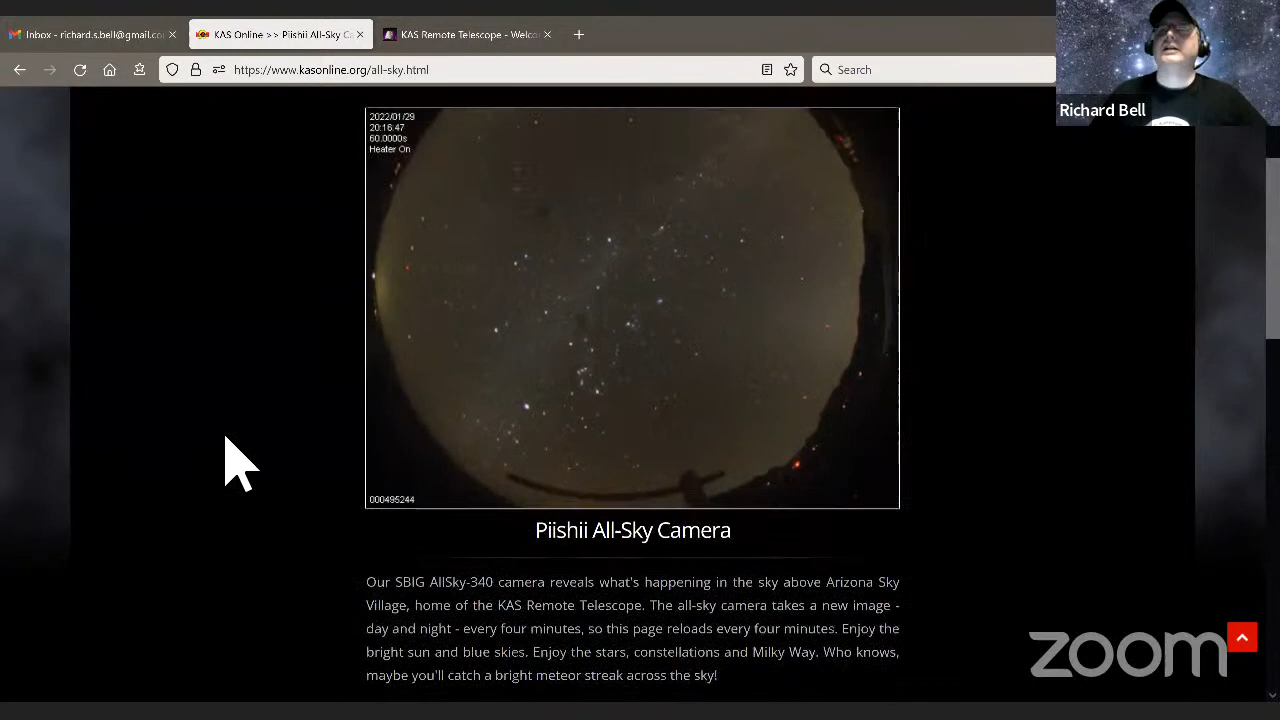 Inbox - richard.s.bell@gmail.co
KAS Online >> Piishii All-Sky Ca
KAS Remote Telescope - Welco
https://www.kasonline.org/all-sky.html
Search
Richard Bell
2022/01/29
20:16:47
60.0000s
Heater On
000495244
Piishii All-Sky Camera
Our SBIG AllSky-340 camera reveals what's happening in the sky above Arizona Sky
Village, home of the KAS Remote Telescope. The all-sky camera takes a new image -
day and night - every four minutes, so this page reloads every four minutes. Enjoy the
bright sun and blue skies. Enjoy the stars, constellations and Milky Way. Who knows,
maybe you'll catch a bright meteor streak across the sky!
zoom